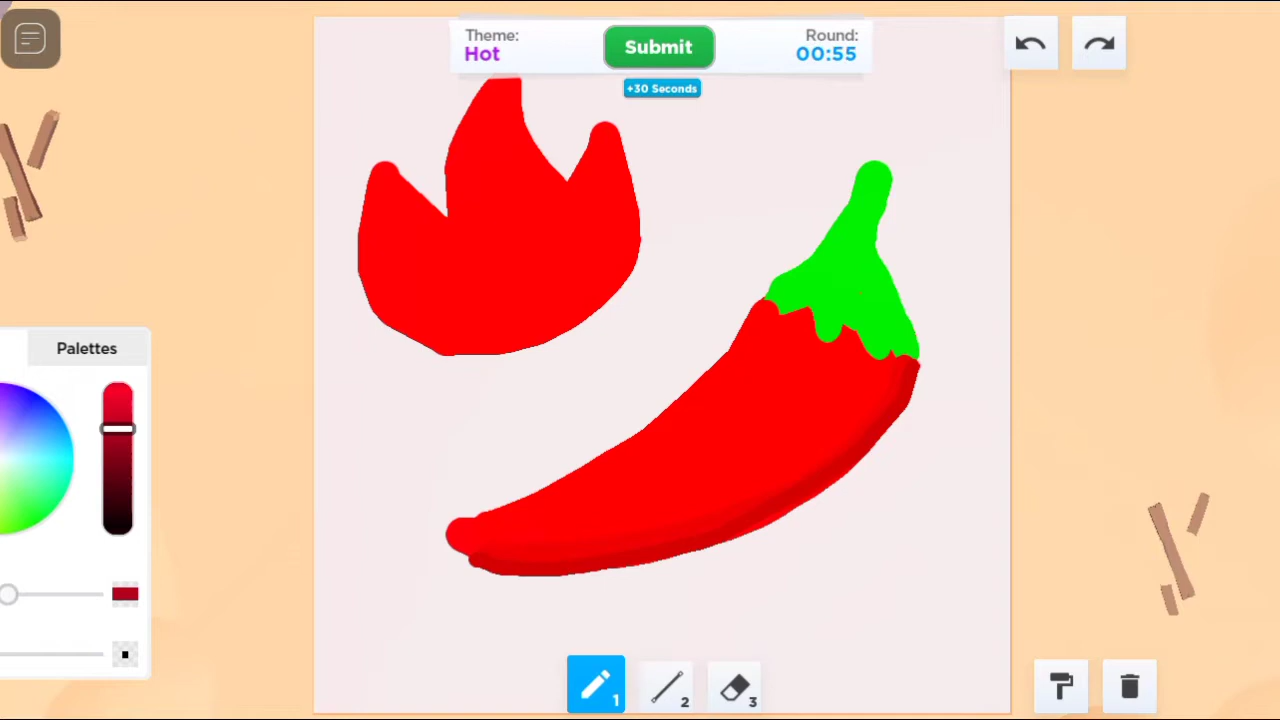 Theme:
Hot
Submit
Round:
00:55
+30 Seconds
Palettes
1
2
3